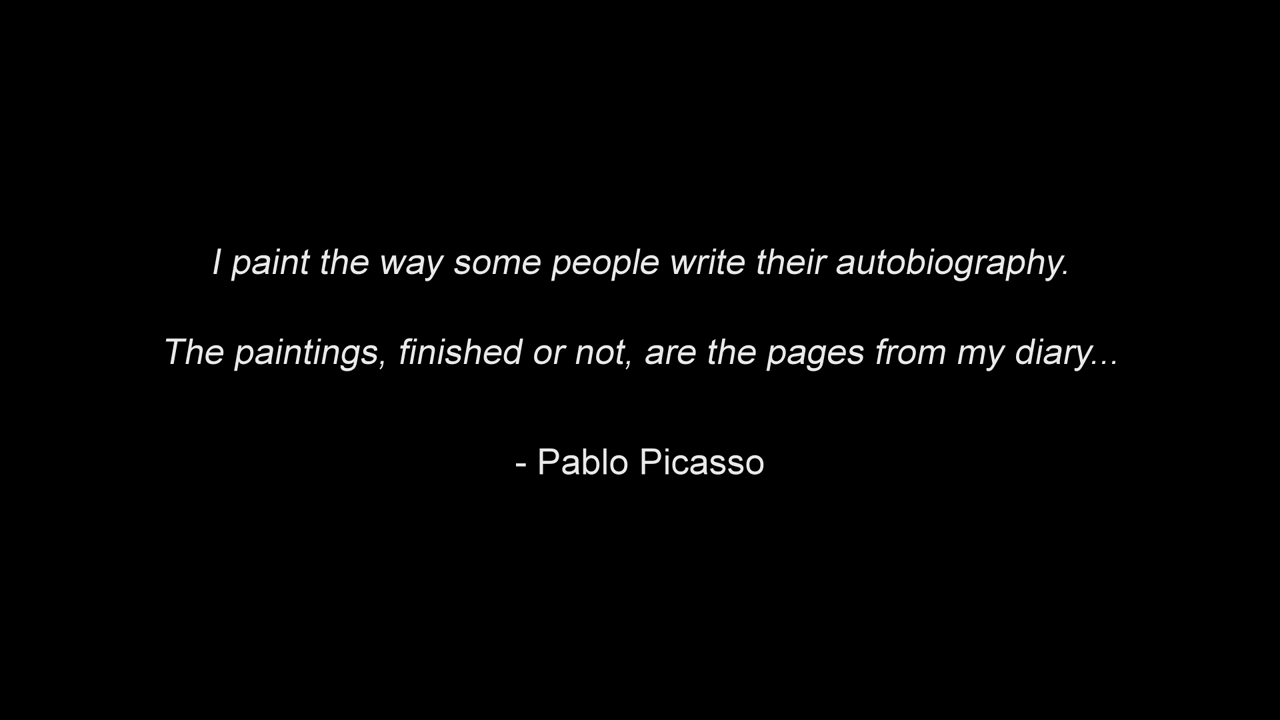 I paint the way some people write their autobiography.
The paintings, finished or not, are the pages from my diary...
- Pablo Picasso